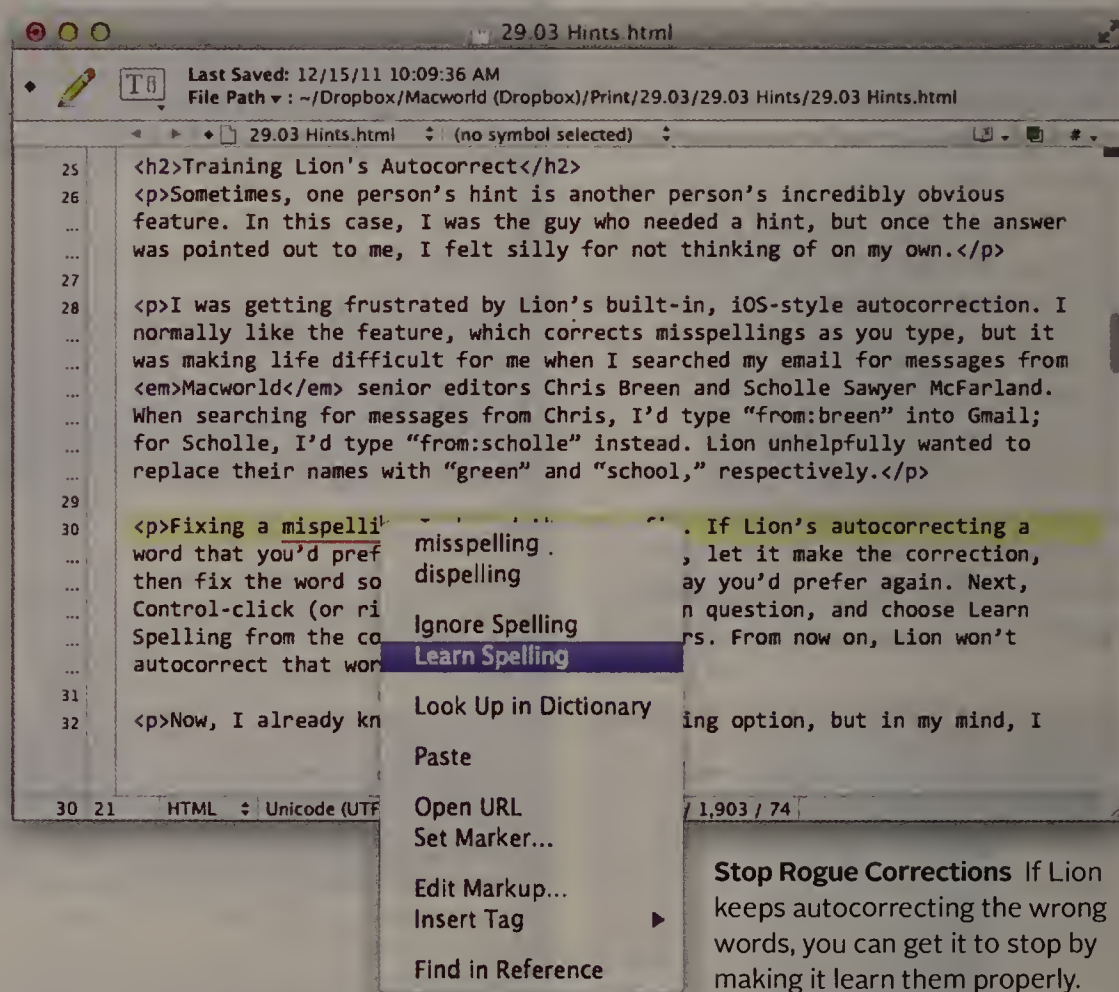 29.03 Hints.html
Last Saved: 12/15/11 10:09:36 AM
File Path ▾ : ~/Dropbox/Macworld (Dropbox)/Print/29.03/29.03 Hints/29.03 Hints.html
29.03 Hints.html (no symbol selected) #
25 <h2>Training Lion's Autocorrect</h2>
26 <p>Sometimes, one person's hint is another person's incredibly obvious
... feature. In this case, I was the guy who needed a hint, but once the answer
... was pointed out to me, I felt silly for not thinking of on my own.</p>
27
28 <p>I was getting frustrated by Lion's built-in, iOS-style autocorrection. I
... normally like the feature, which corrects misspellings as you type, but it
... was making life difficult for me when I searched my email for messages from
... <em>Macworld</em> senior editors Chris Breen and Scholle Sawyer McFarland.
... When searching for messages from Chris, I'd type “from:breen” into Gmail;
... for Scholle, I'd type “from:scholle” instead. Lion unhelpfully wanted to
... replace their names with “green” and “school,” respectively.</p>
29
30 <p>Fixing a mispelli . If Lion's autocorrecting a
... word that you'd pref , let it make the correction,
... then fix the word so ay you'd prefer again. Next,
... Control-click (or ri n question, and choose Learn
... Spelling from the co rs. From now on, Lion won't
... autocorrect that wor
31
32 <p>Now, I already kn ing option, but in my mind, I
30 21 HTML Unicode (UTF / 1,903 / 74
misspelling
dispelling
Ignore Spelling
Learn Spelling
Look Up in Dictionary
Paste
Open URL
Set Marker...
Edit Markup...
Insert Tag
Find in Reference
Stop Rogue Corrections If Lion
keeps autocorrecting the wrong
words, you can get it to stop by
making it learn them properly.